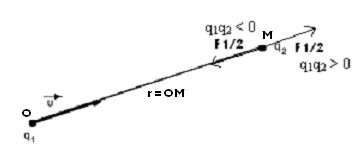 q₁q₂ < 0
F1/2
M
q₂
F1/2
q₁q₂ > 0
u
r=OM
O
q₁